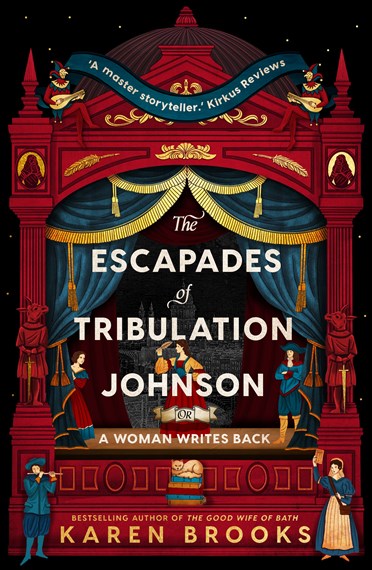 'A master storyteller.' Kirkus Reviews
The
ESCAPADES
of
TRIBULATION
JOHNSON
OR
A WOMAN WRITES BACK
BESTSELLING AUTHOR OF THE GOOD WIFE OF BATH
KAREN BROOKS